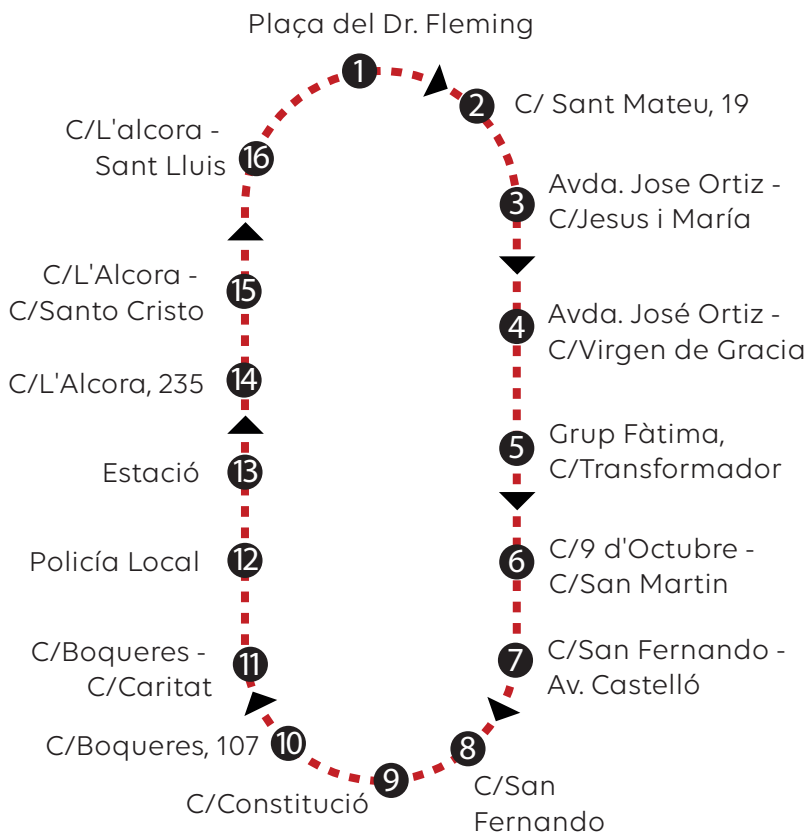 Plaça del Dr. Fleming
1
2
C/ Sant Mateu, 19
3
Avda. Jose Ortiz -
C/Jesus i María
4
Avda. José Ortiz -
C/Virgen de Gracia
5
Grup Fàtima,
C/Transformador
6
C/9 d'Octubre -
C/San Martin
7
C/San Fernando -
Av. Castelló
8
C/San
Fernando
9
C/Constitució
10
C/Boqueres, 107
11
C/Boqueres -
C/Caritat
12
Policía Local
13
Estació
14
C/L'Alcora, 235
15
C/L'Alcora -
C/Santo Cristo
16
C/L'alcora -
Sant Lluis